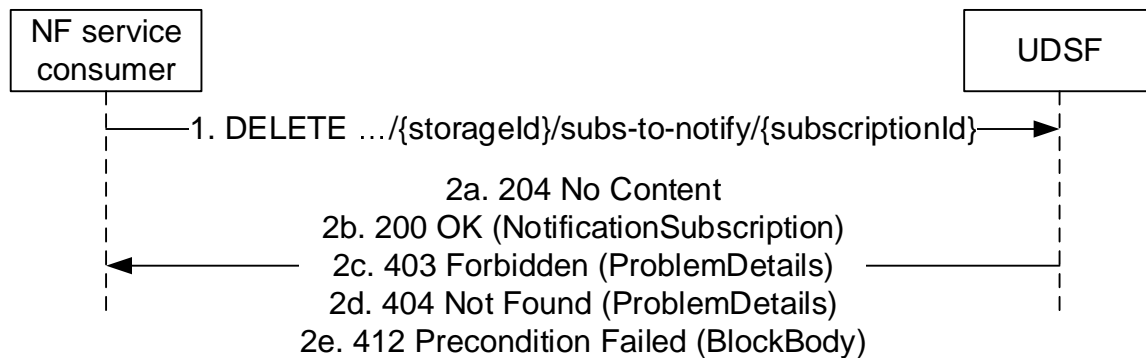 NF service
consumer
UDSF
1. DELETE …/{storageId}/subs-to-notify/{subscriptionId}
2a. 204 No Content
2b. 200 OK (NotificationSubscription)
2c. 403 Forbidden (ProblemDetails)
2d. 404 Not Found (ProblemDetails)
2e. 412 Precondition Failed (BlockBody)